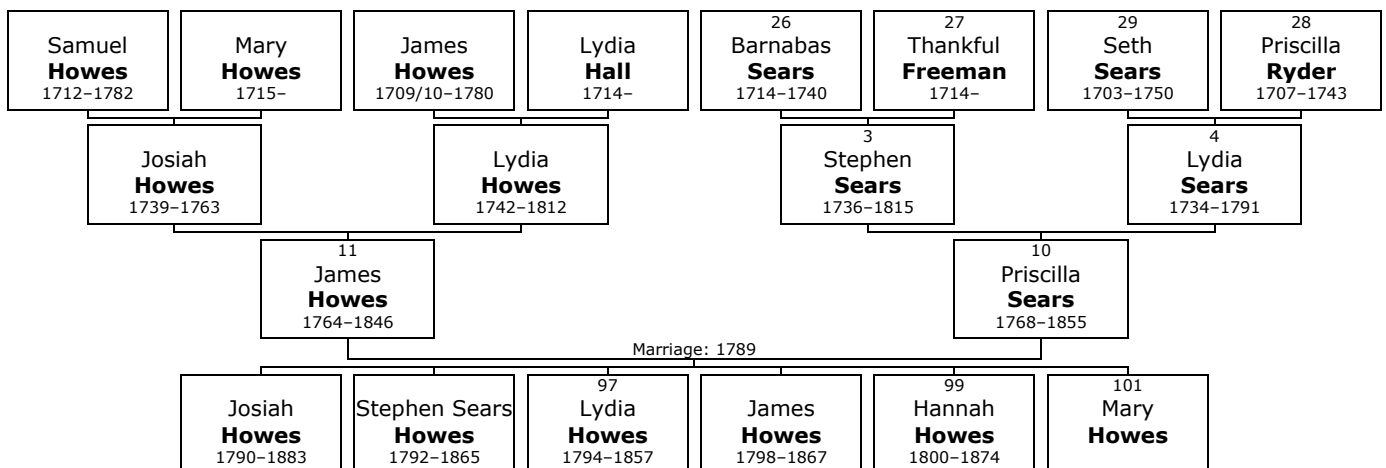 Samuel
Howes
1712–1782
Mary
Howes
1715–
James
Howes
1709/10–1780
Lydia
Hall
1714–
26
Barnabas
Sears
1714–1740
27
Thankful
Freeman
1714–
29
Seth
Sears
1703–1750
28
Priscilla
Ryder
1707–1743
Josiah
Howes
1739–1763
Lydia
Howes
1742–1812
3
Stephen
Sears
1736–1815
4
Lydia
Sears
1734–1791
11
James
Howes
1764–1846
10
Priscilla
Sears
1768–1855
Marriage: 1789
Josiah
Howes
1790–1883
Stephen Sears
Howes
1792–1865
97
Lydia
Howes
1794–1857
James
Howes
1798–1867
99
Hannah
Howes
1800–1874
101
Mary
Howes